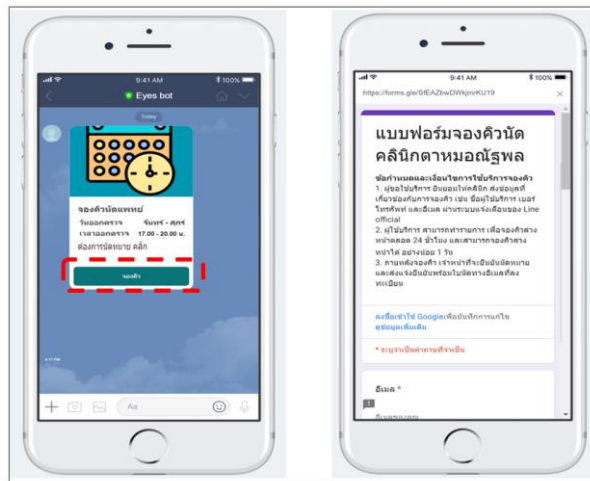 9:41 AM
100%
Eyes bot
Today
จองคิวนัดแพทย์
วันออกตรวจ จันทร์ - ศุกร์
เวลาออกตรวจ 17.00 - 20.00 น.
ต้องการนัดหมาย คลิ๊ก
จองคิว
Aa
9:41 AM
100%
https://forms.gle/SfEAZbwDWkjmrKU19
แบบฟอร์มจองคิวนัด
คลินิกตาหมอณัฐพล
ข้อกำหนดและเงื่อนไขการใช้บริการจองคิว
1. ผู้ขอใช้บริการ ยินยอมให้คลินิก ส่งข้อมูลที่
เกี่ยวข้องกับการจองคิว เช่น ชื่อผู้ใช้บริการ เบอร์
โทรศัพท์ และอีเมล ผ่านระบบแจ้งเตือนของ Line
official
2. ผู้ใช้บริการ สามารถทำรายการ เพื่อจองคิวล่วง
หน้าตลอด 24 ชั่วโมง และสามารถจองคิวล่วง
หน้าได้ อย่างน้อย 1 วัน
3. ภายหลังจองคิว เจ้าหน้าที่จะยืนยันนัดหมาย
และส่งแจ้งยืนยันพร้อมใบนัดทางอีเมลที่ลง
ทะเบียน
ลงชื่อเข้าใช้ Googleเพื่อบันทึกการแก้ไข
ดูข้อมูลเพิ่มเติม
* ระบุว่าเป็นคำถามที่จำเป็น
อีเมล *
อีเมลของคุณ